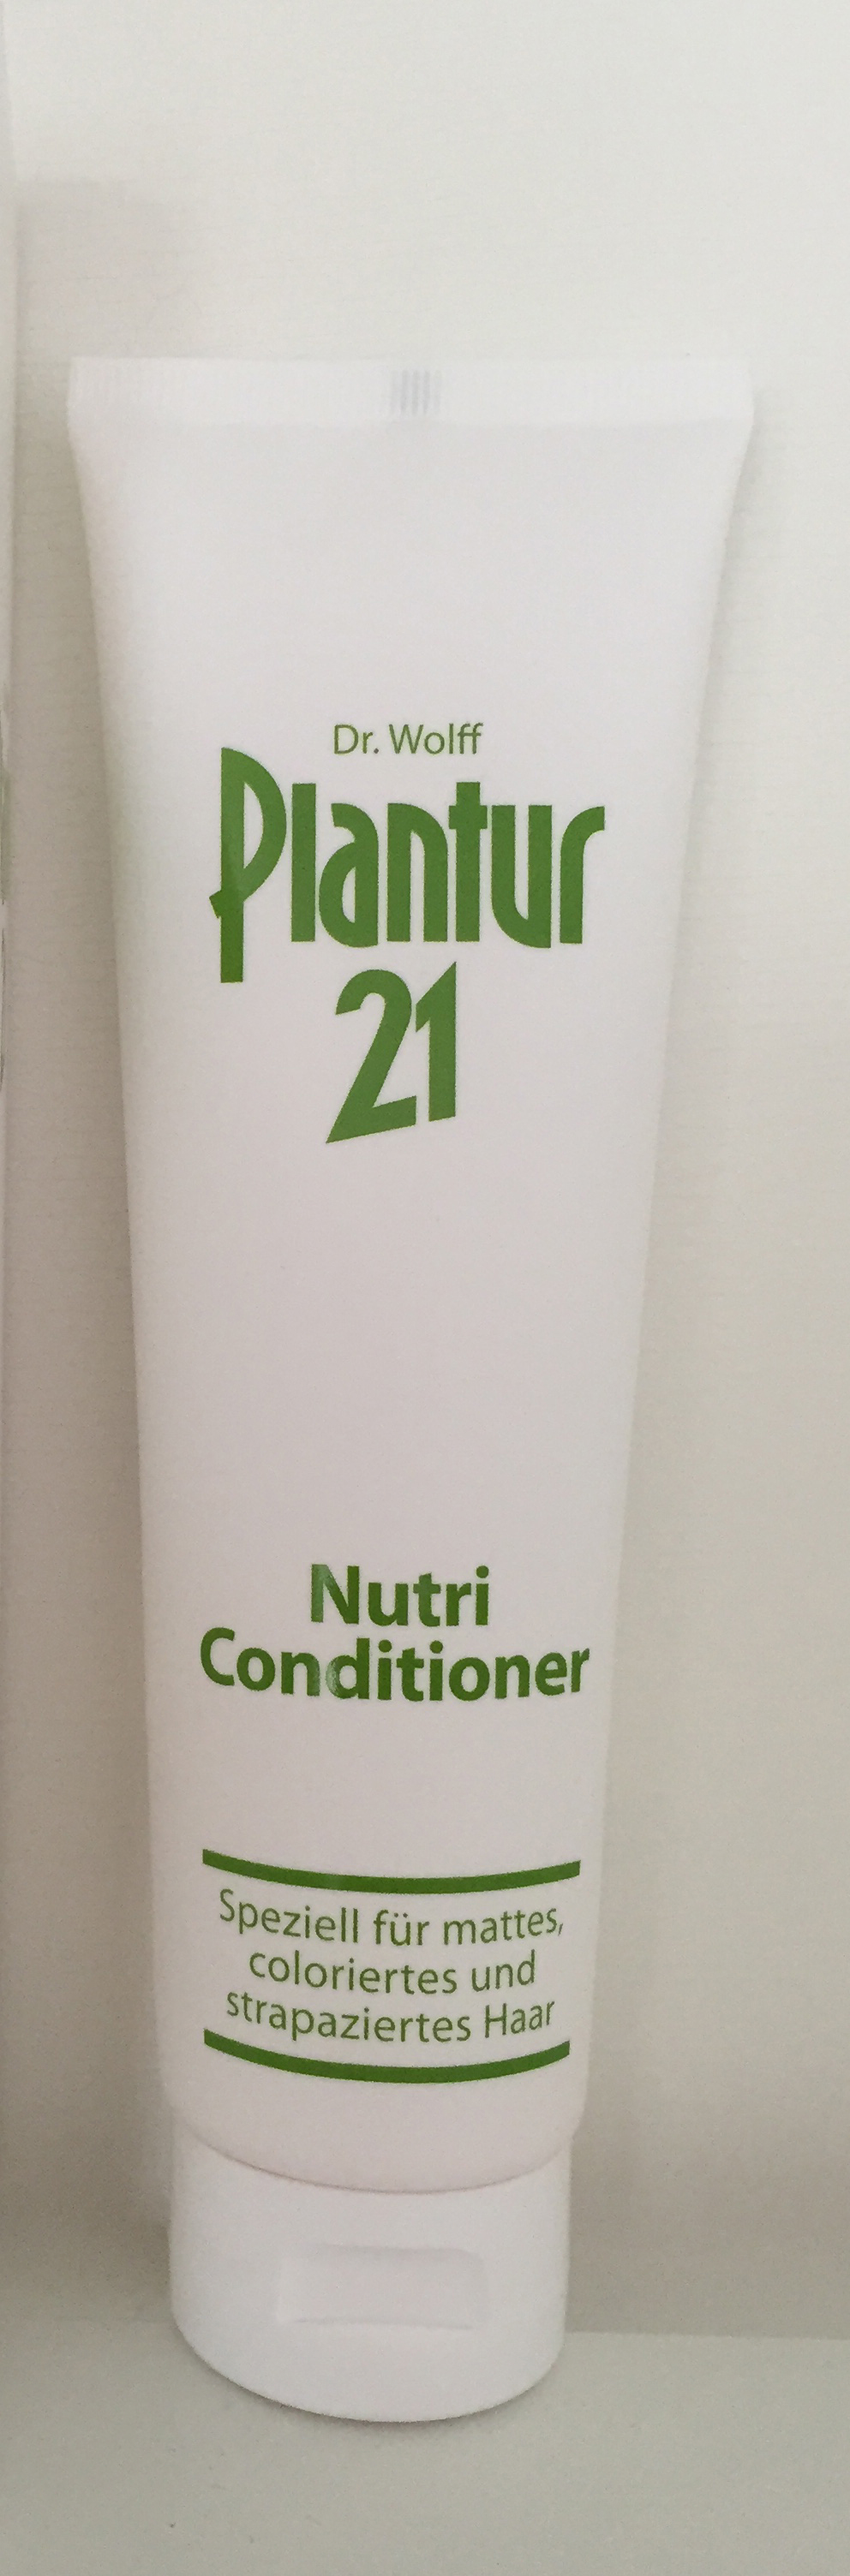 Dr. Wolff
Plantur
21
Nutri
Conditioner
Speziell für mattes,
coloriertes und
strapaziertes Haar